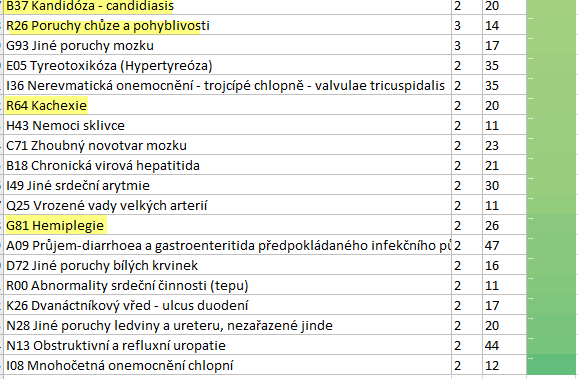 B37 Kandidóza - candidiasis 2 20
R26 Poruchy chůze a pohyblivosti 3 14
G93 Jiné poruchy mozku 3 17
E05 Tyreotoxikóza (Hypertyreóza) 2 35
I36 Nerevmatická onemocnění - trojcípé chlopně - valvulae tricuspidalis 2 35
R64 Kachexie 2 20
H43 Nemoci sklivce 2 11
C71 Zhoubný novotvar mozku 2 23
B18 Chronická virová hepatitida 2 21
I49 Jiné srdeční arytmie 2 30
Q25 Vrozené vady velkých arterií 2 11
G81 Hemiplegie 2 26
A09 Průjem-diarrhoea a gastroenteritida předpokládaného infekčního pů 2 47
D72 Jiné poruchy bílých krvinek 2 16
R00 Abnormality srdeční činnosti (tepu) 2 11
K26 Dvanáctníkový vřed - ulcus duodení 2 17
N28 Jiné poruchy ledviny a ureteru, nezařazené jinde 2 20
N13 Obstruktivní a refluxní uropatie 2 44
I08 Mnohočetná onemocnění chlopní 2 12